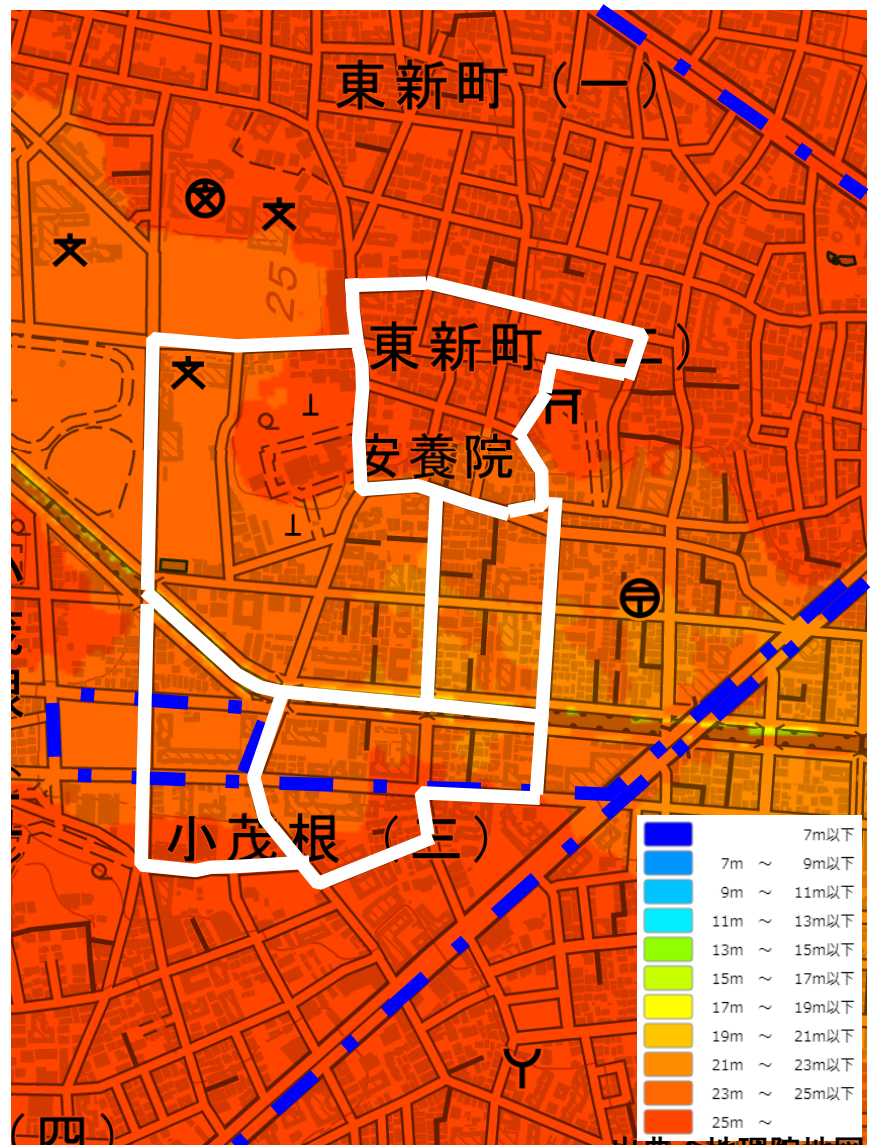 東新町（一）
25
東新町（二）
安養院
小茂根（三）
7m以下
7m ～ 9m以下
9m ～ 11m以下
11m ～ 13m以下
13m ～ 15m以下
15m ～ 17m以下
17m ～ 19m以下
19m ～ 21m以下
21m ～ 23m以下
23m ～ 25m以下
25m ～
（四）